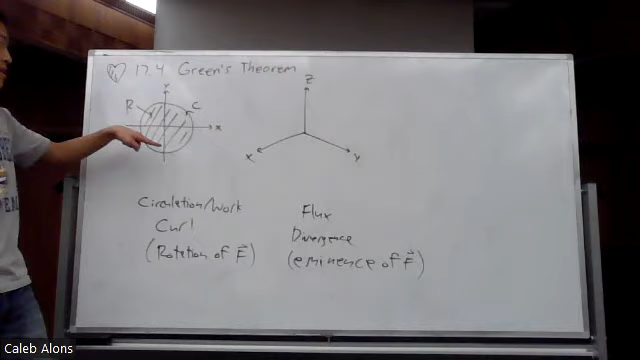 17.4 Green's Theorem
Y
R
C
X
Z
X
Y
Circulation/work
Curl
(Rotation of F⃗)
Flux
Divergence
(eminence of F⃗)
Caleb Alons